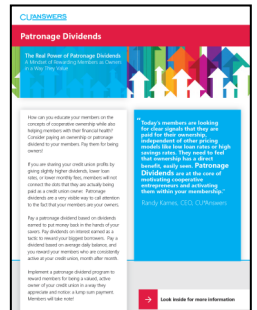 CU*ANSWERS
Patronage Dividends
The Real Power of Patronage Dividends
A Mindset of Rewarding Members as Owners
in a Way They Value
How can you educate your members on the
concepts of cooperative ownership while also
helping members with their financial health?
Consider paying an ownership or patronage
dividend to your members. Pay them for being
owners!
If you are sharing your credit union profits by
giving slightly higher dividends, lower loan
rates, or lower monthly fees, members will not
connect the dots that they are actually being
paid as a credit union owner. Patronage
dividends are a very visible way to call attention
to the fact that your members are your owners.
Pay a patronage dividend based on dividends
earned to put money back in the hands of your
savers. Pay dividends on interest earned as a
tactic to reward your biggest borrowers. Pay a
dividend based on average daily balance, and
you reward your members who are consistently
active at your credit union, month after month.
Implement a patronage dividend program to
reward members for being a valued, active
owner of your credit union in a way they
appreciate and notice: a lump sum payment.
Members will take note!
"Today's members are looking
for clear signals that they are
paid for their ownership,
independent of other pricing
models like low loan rates or high
savings rates. They need to feel
that ownership has a direct
benefit, easily seen. Patronage
Dividends are at the core of
motivating cooperative
entrepreneurs and activating
them within your membership."
Randy Karnes, CEO, CU*Answers
Look inside for more information